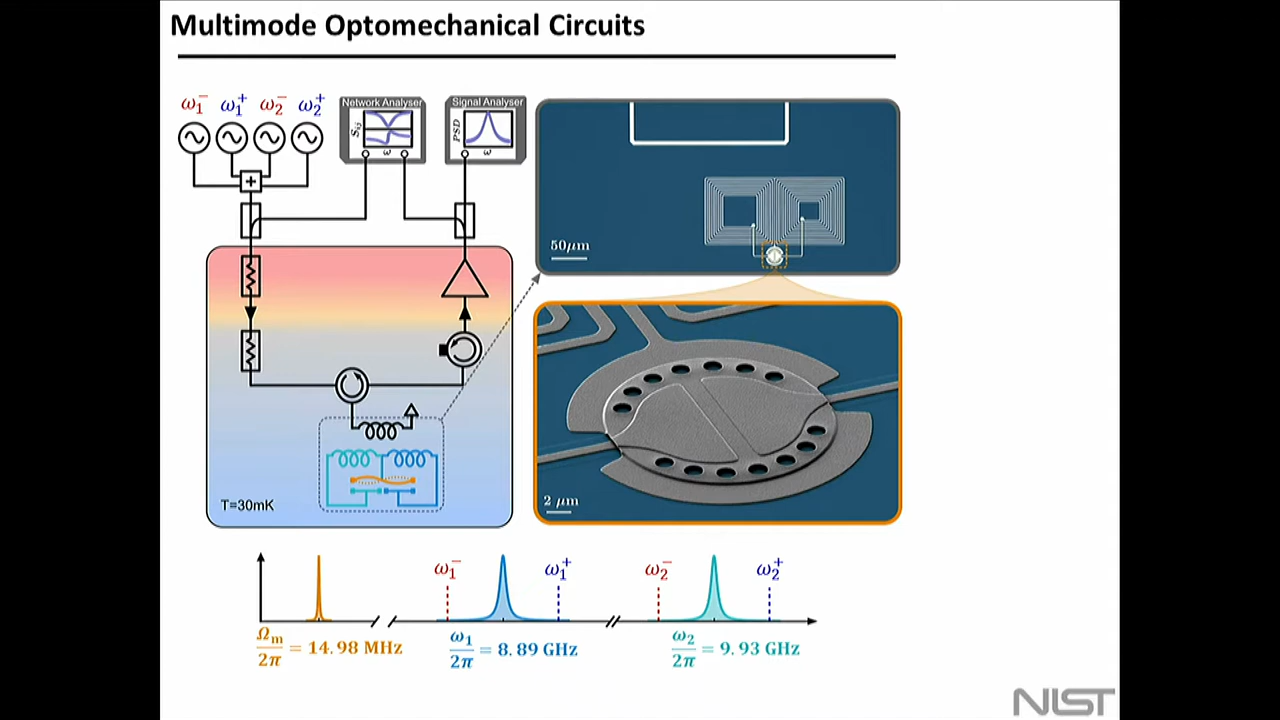 Multimode Optomechanical Circuits
ω₁⁻ ω₁⁺ ω₂⁻ ω₂⁺
Network Analyser
Sᵢⱼ
ω
Signal Analyser
PSD
ω
+
50μm
2 μm
T=30mK
ω₁⁻ ω₁⁺ ω₂⁻ ω₂⁺
Ωₘ/2π = 14.98 MHz
ω₁/2π = 8.89 GHz
ω₂/2π = 9.93 GHz
NIST